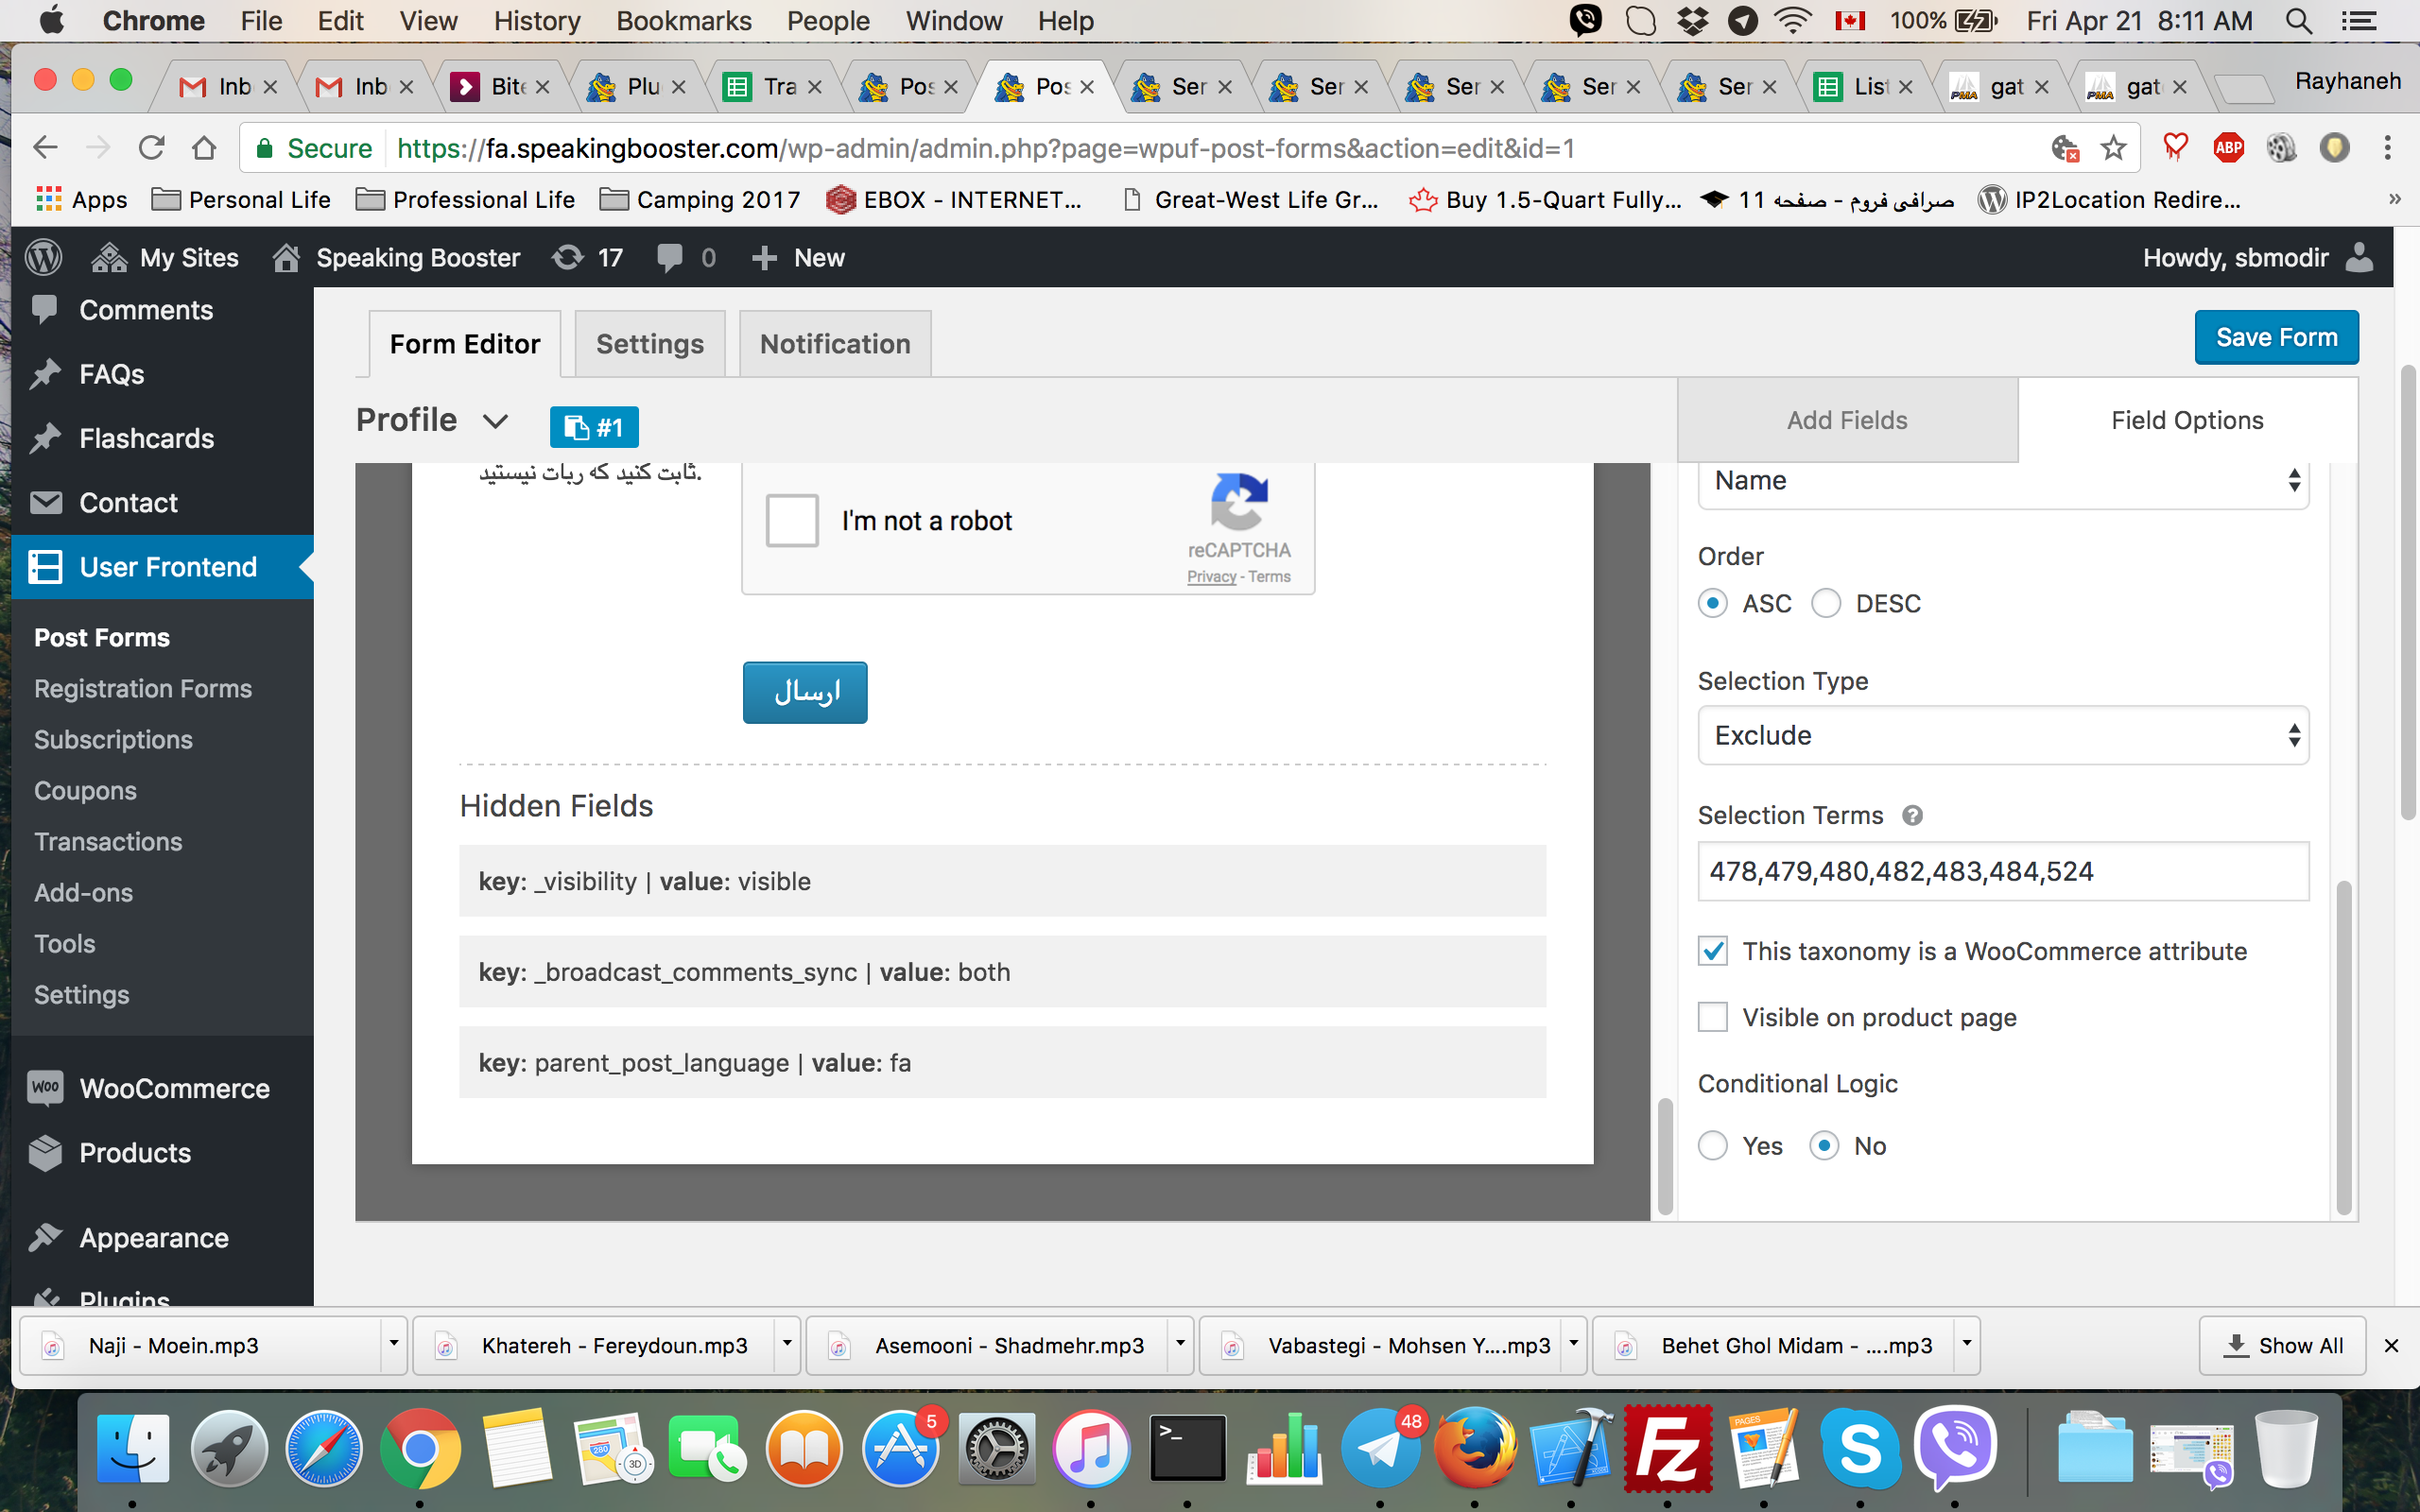 Chrome File Edit View History Bookmarks People Window Help 100% Fri Apr 21 8:11 AM
Inb Inb Bite Plu Tra Pos Pos Ser Ser Ser Ser Ser List gat gat Rayhaneh
Secure https://fa.speakingbooster.com/wp-admin/admin.php?page=wpuf-post-forms&action=edit&id=1 ABP
Apps Personal Life Professional Life Camping 2017 EBOX - INTERNET... Great-West Life Gr... Buy 1.5-Quart Fully... صرافی فروم - صفحه 11 IP2Location Redire... »
My Sites Speaking Booster 17 0 New Howdy, sbmodir
Comments
FAQs
Flashcards
Contact
User Frontend
Post Forms
Registration Forms
Subscriptions
Coupons
Transactions
Add-ons
Tools
Settings
WooCommerce
Products
Appearance
Plugins
Form Editor Settings Notification Save Form
Profile #1
Add Fields Field Options
ثابت کنید که ربات نیستید.
I'm not a robot
reCAPTCHA
Privacy - Terms
ارسال
Hidden Fields
key: _visibility | value: visible
key: _broadcast_comments_sync | value: both
key: parent_post_language | value: fa
Name
Order
ASC DESC
Selection Type
Exclude
Selection Terms
478,479,480,482,483,484,524
This taxonomy is a WooCommerce attribute
Visible on product page
Conditional Logic
Yes No
Naji - Moein.mp3 Khatereh - Fereydoun.mp3 Asemooni - Shadmehr.mp3 Vabastegi - Mohsen Y....mp3 Behet Ghol Midam - ....mp3 Show All
280 3D 5 >_ 48 Fz PAGES S